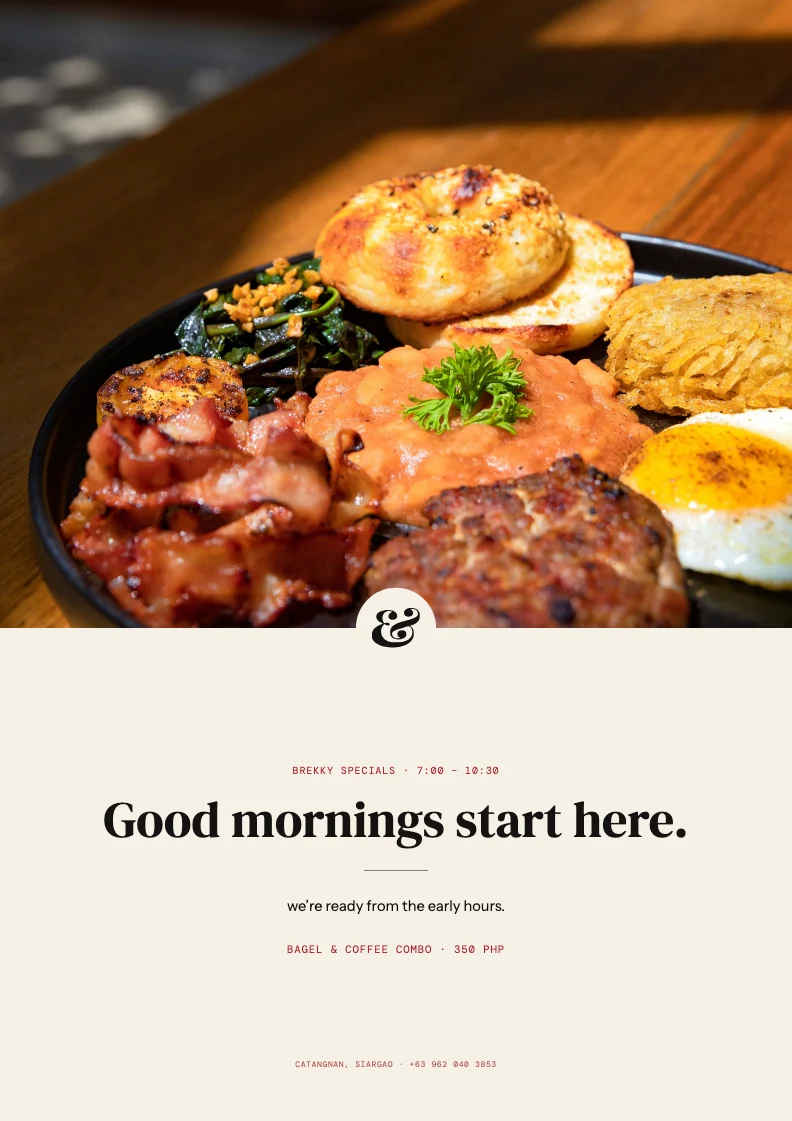 &
BREKKY SPECIALS · 7:00 – 10:30
Good mornings start here.
we're ready from the early hours.
BAGEL & COFFEE COMBO · 350 PHP
CATANGNAN, SIARGAO · +63 962 040 3853